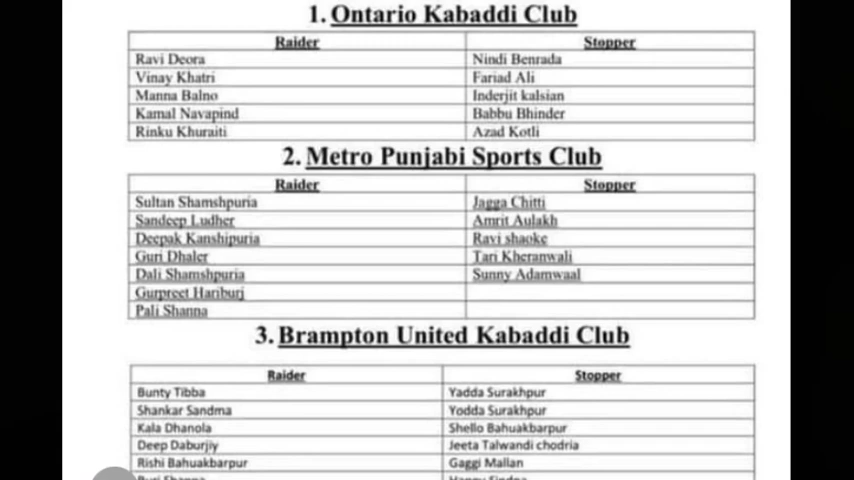 1. Ontario Kabaddi Club
Raider Stopper
Ravi Deora Nindi Benrada
Vinay Khatri Fariad Ali
Manna Balno Inderjit kalsian
Kamal Navapind Babbu Bhinder
Rinku Khuraiti Azad Kotli
2. Metro Punjabi Sports Club
Raider Stopper
Sultan Shamshpuria Jagga Chitti
Sandeep Ludher Amrit Aulakh
Deepak Kanshipuria Ravi shaoke
Guri Dhaler Tari Kheranwali
Dali Shamshpuria Sunny Adamwaal
Gurpreet Hariburj
Pali Shanna
3. Brampton United Kabaddi Club
Raider Stopper
Bunty Tibba Yadda Surakhpur
Shankar Sandma Yodda Surakhpur
Kala Dhanola Shello Bahuakbarpur
Deep Daburjiy Jeeta Talwandi chodria
Rishi Bahuakbarpur Gaggi Mallan